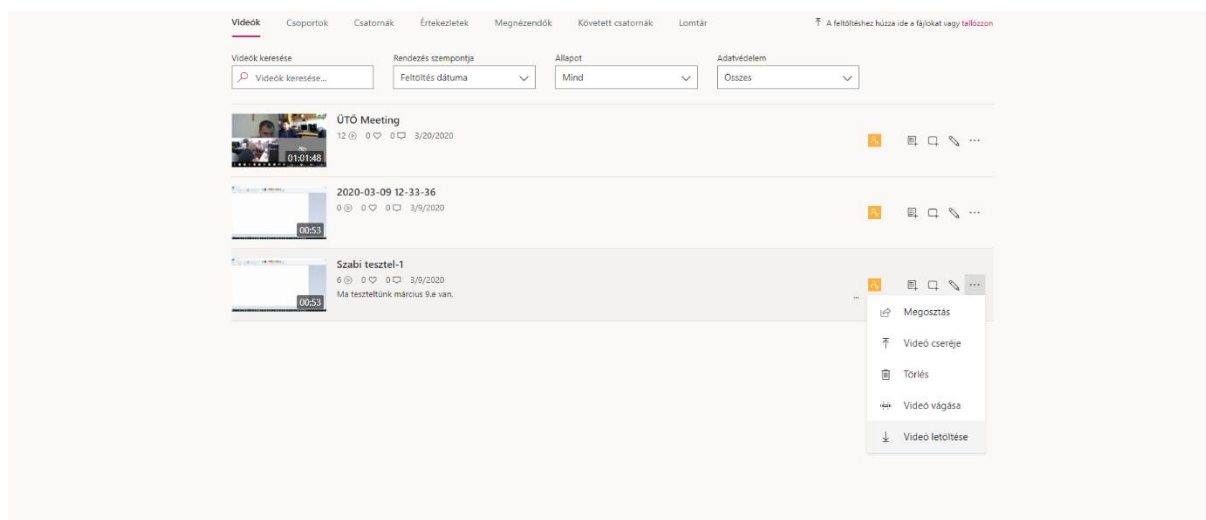 Videók Csoportok Csatornák Értekezletek Megnézendők Követett csatornák Lomtár A feltöltéshez húzza ide a fájlokat vagy tallózzon
Videók keresése Rendezés szempontja Állapot Adatvédelem
Videók keresése... Feltöltés dátuma Mind Összes
ÜTŐ Meeting
12 0 0 3/20/2020
01:01:48
2020-03-09 12-33-36
0 0 0 3/9/2020
00:53
Szabi tesztel-1
6 0 0 3/9/2020
Ma teszteltünk március 9.e van.
00:53
Megosztás
Videó cseréje
Törlés
Videó vágása
Videó letöltése